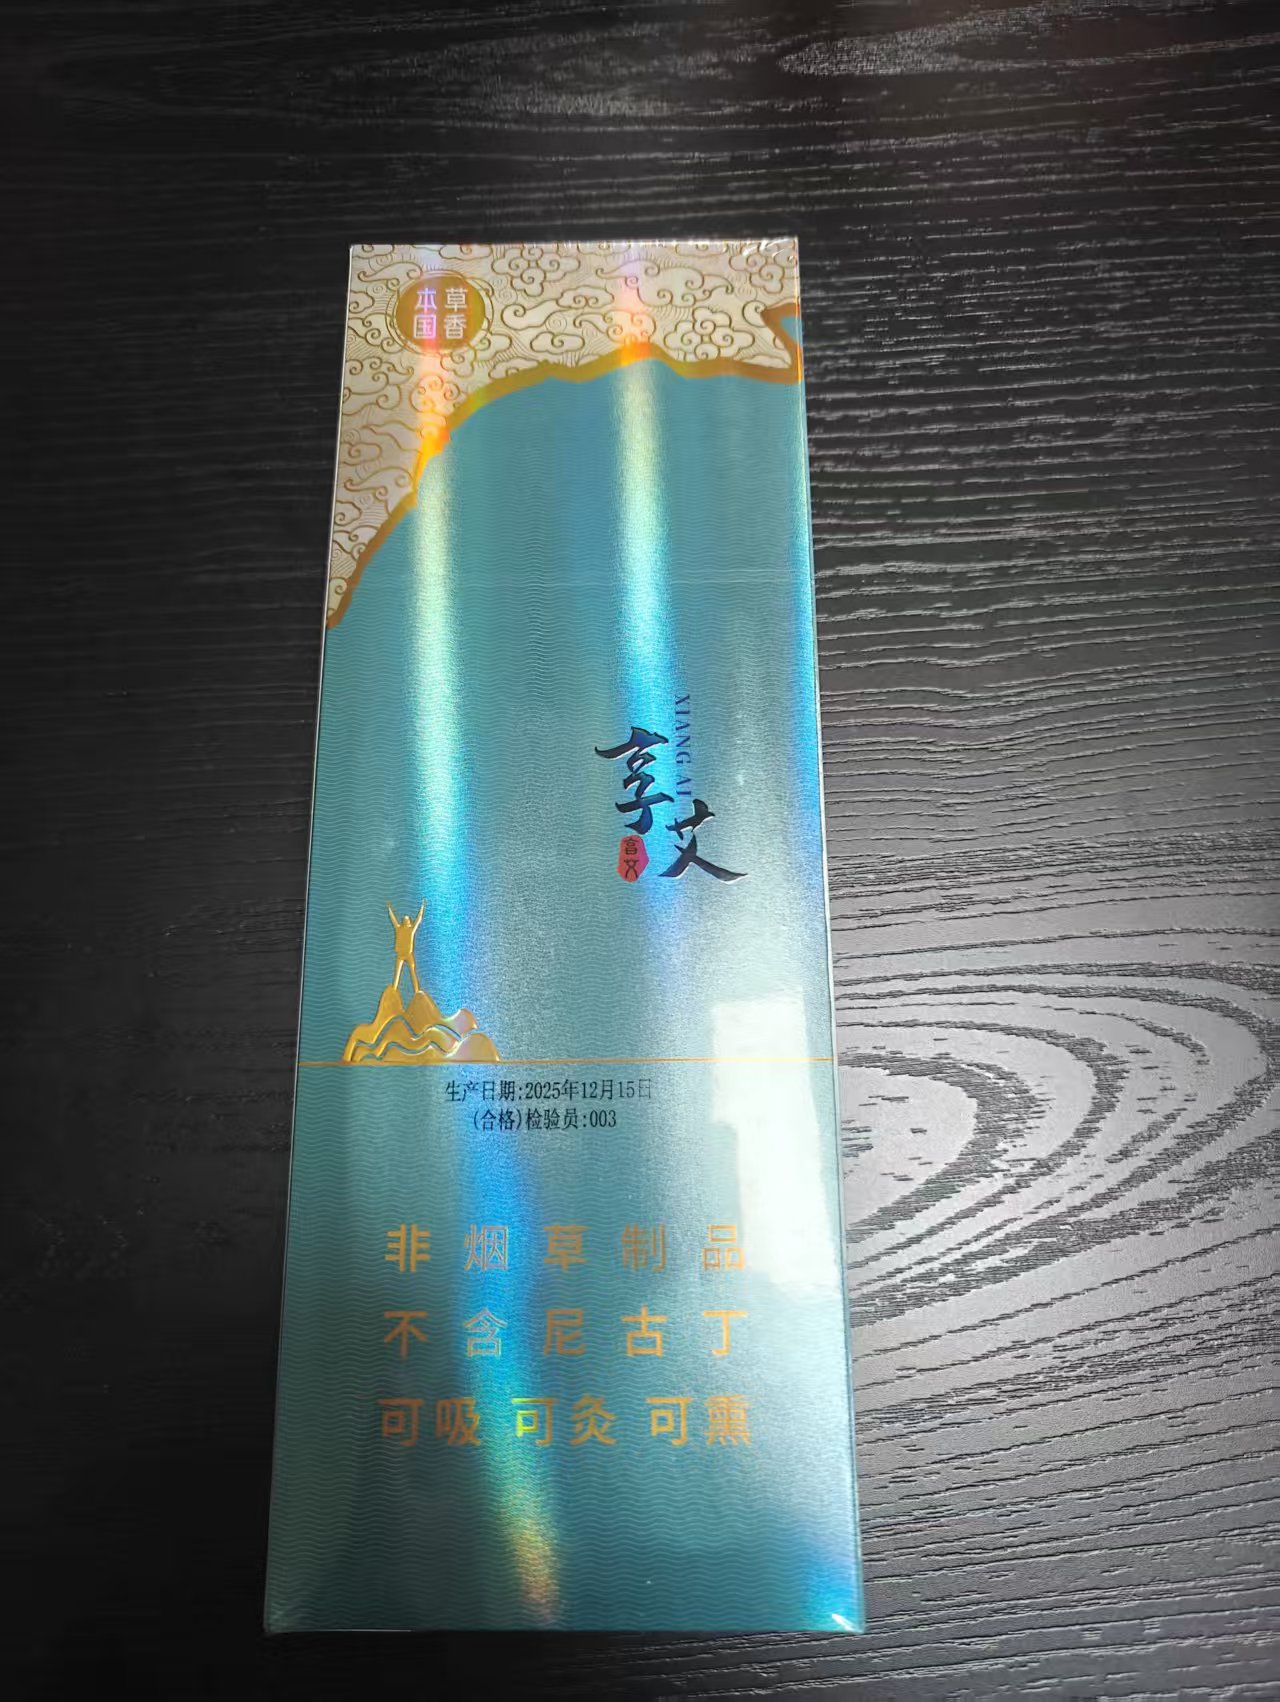 本草
国香
XIANG AI
享艾
生产日期:2025年12月15日
(合格)检验员:003
非烟草制品
不含尼古丁
可吸 可灸 可熏